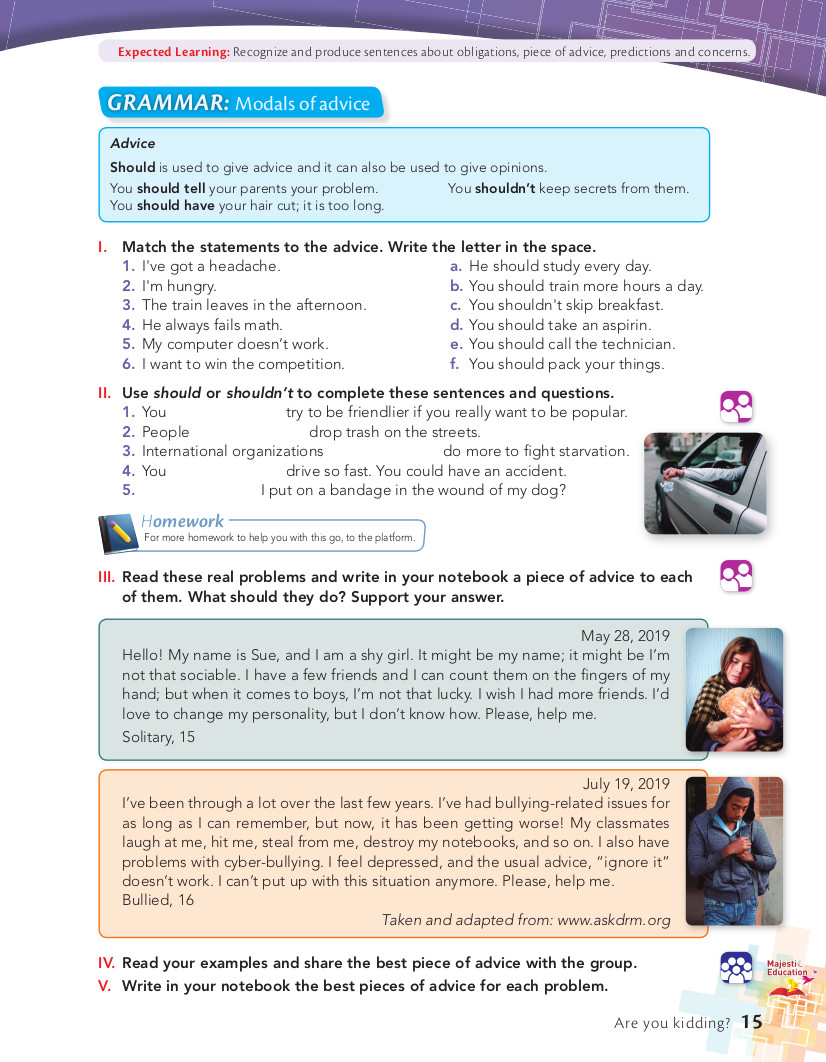 Expected Learning: Recognize and produce sentences about obligations, piece of advice, predictions and concerns.
GRAMMAR: Modals of advice
Advice
Should is used to give advice and it can also be used to give opinions.
You should tell your parents your problem. You shouldn't keep secrets from them.
You should have your hair cut; it is too long.
I. Match the statements to the advice. Write the letter in the space.
1. I've got a headache. a. He should study every day.
2. I'm hungry. b. You should train more hours a day.
3. The train leaves in the afternoon. c. You shouldn't skip breakfast.
4. He always fails math. d. You should take an aspirin.
5. My computer doesn't work. e. You should call the technician.
6. I want to win the competition. f. You should pack your things.
II. Use should or shouldn't to complete these sentences and questions.
1. You try to be friendlier if you really want to be popular.
2. People drop trash on the streets.
3. International organizations do more to fight starvation.
4. You drive so fast. You could have an accident.
5. I put on a bandage in the wound of my dog?
Homework
For more homework to help you with this go, to the platform.
III. Read these real problems and write in your notebook a piece of advice to each
of them. What should they do? Support your answer.
May 28, 2019
Hello! My name is Sue, and I am a shy girl. It might be my name; it might be I'm
not that sociable. I have a few friends and I can count them on the fingers of my
hand; but when it comes to boys, I'm not that lucky. I wish I had more friends. I'd
love to change my personality, but I don't know how. Please, help me.
Solitary, 15
July 19, 2019
I've been through a lot over the last few years. I've had bullying-related issues for
as long as I can remember, but now, it has been getting worse! My classmates
laugh at me, hit me, steal from me, destroy my notebooks, and so on. I also have
problems with cyber-bullying. I feel depressed, and the usual advice, "ignore it"
doesn't work. I can't put up with this situation anymore. Please, help me.
Bullied, 16
Taken and adapted from: www.askdrm.org
IV. Read your examples and share the best piece of advice with the group.
V. Write in your notebook the best pieces of advice for each problem.
Majestic
Education
Are you kidding? 15